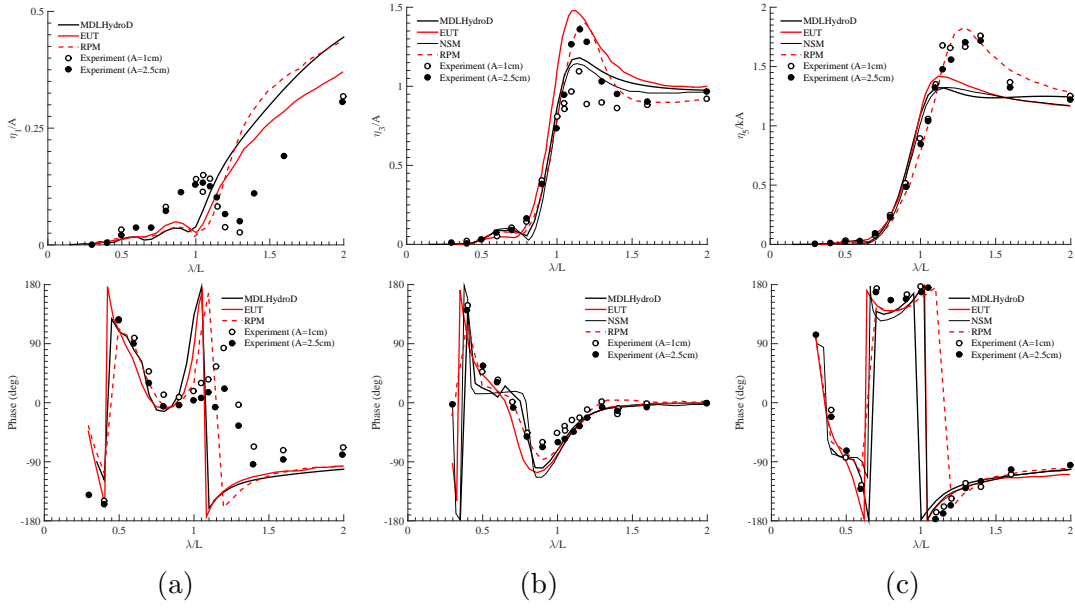 0.5
0.25
0
η₁/A
MDLHydroD
EUT
RPM
Experiment (A=1cm)
Experiment (A=2.5cm)
0 0.5 1 1.5 2
λ/L
1.5
1
0.5
0
η₃/A
MDLHydroD
EUT
NSM
RPM
Experiment (A=1cm)
Experiment (A=2.5cm)
0 0.5 1 1.5 2
λ/L
2
1.5
1
0.5
0
η₅/kA
MDLHydroD
EUT
NSM
RPM
Experiment (A=1cm)
Experiment (A=2.5cm)
0 0.5 1 1.5 2
λ/L
180
90
0
-90
-180
Phase (deg)
MDLHydroD
EUT
RPM
Experiment (A=1cm)
Experiment (A=2.5cm)
0 0.5 1 1.5 2
λ/L
180
90
0
-90
-180
Phase (deg)
MDLHydroD
EUT
NSM
RPM
Experiment (A=1cm)
Experiment (A=2.5cm)
0 0.5 1 1.5 2
λ/L
180
90
0
-90
-180
Phase (deg)
MDLHydroD
EUT
NSM
RPM
Experiment (A=1cm)
Experiment (A=2.5cm)
0 0.5 1 1.5 2
λ/L
(a)
(b)
(c)